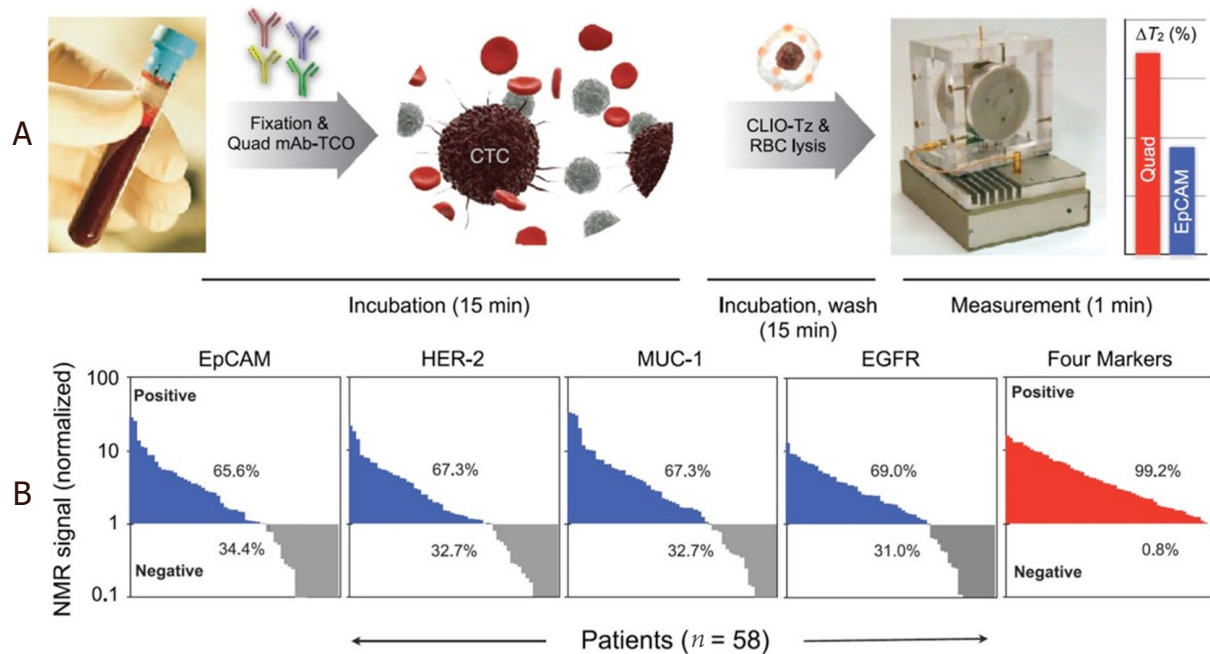 A
Fixation &
Quad mAb-TCO
CTC
CLIO-Tz &
RBC lysis
ΔT2 (%)
Quad
EpCAM
Incubation (15 min)
Incubation, wash
(15 min)
Measurement (1 min)
B
NMR signal (normalized)
100
10
1
0.1
EpCAM
Positive
65.6%
34.4%
Negative
HER-2
67.3%
32.7%
MUC-1
67.3%
32.7%
EGFR
69.0%
31.0%
Four Markers
Positive
99.2%
0.8%
Negative
Patients (n = 58)